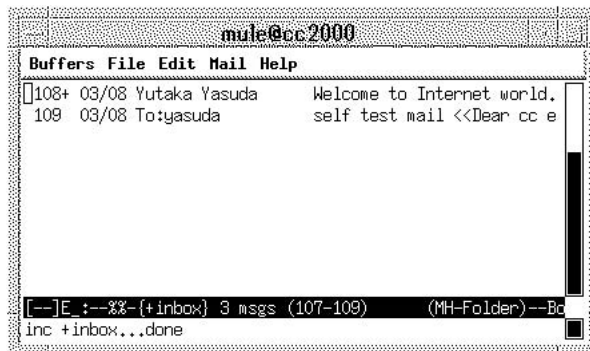 mule@cc2000
Buffers File Edit Mail Help
108+ 03/08 Yutaka Yasuda Welcome to Internet world.
109 03/08 To:yasuda self test mail <<Dear cc e
[--]E_:--%%-{+inbox} 3 msgs (107-109) (MH-Folder)--Bo
inc +inbox...done